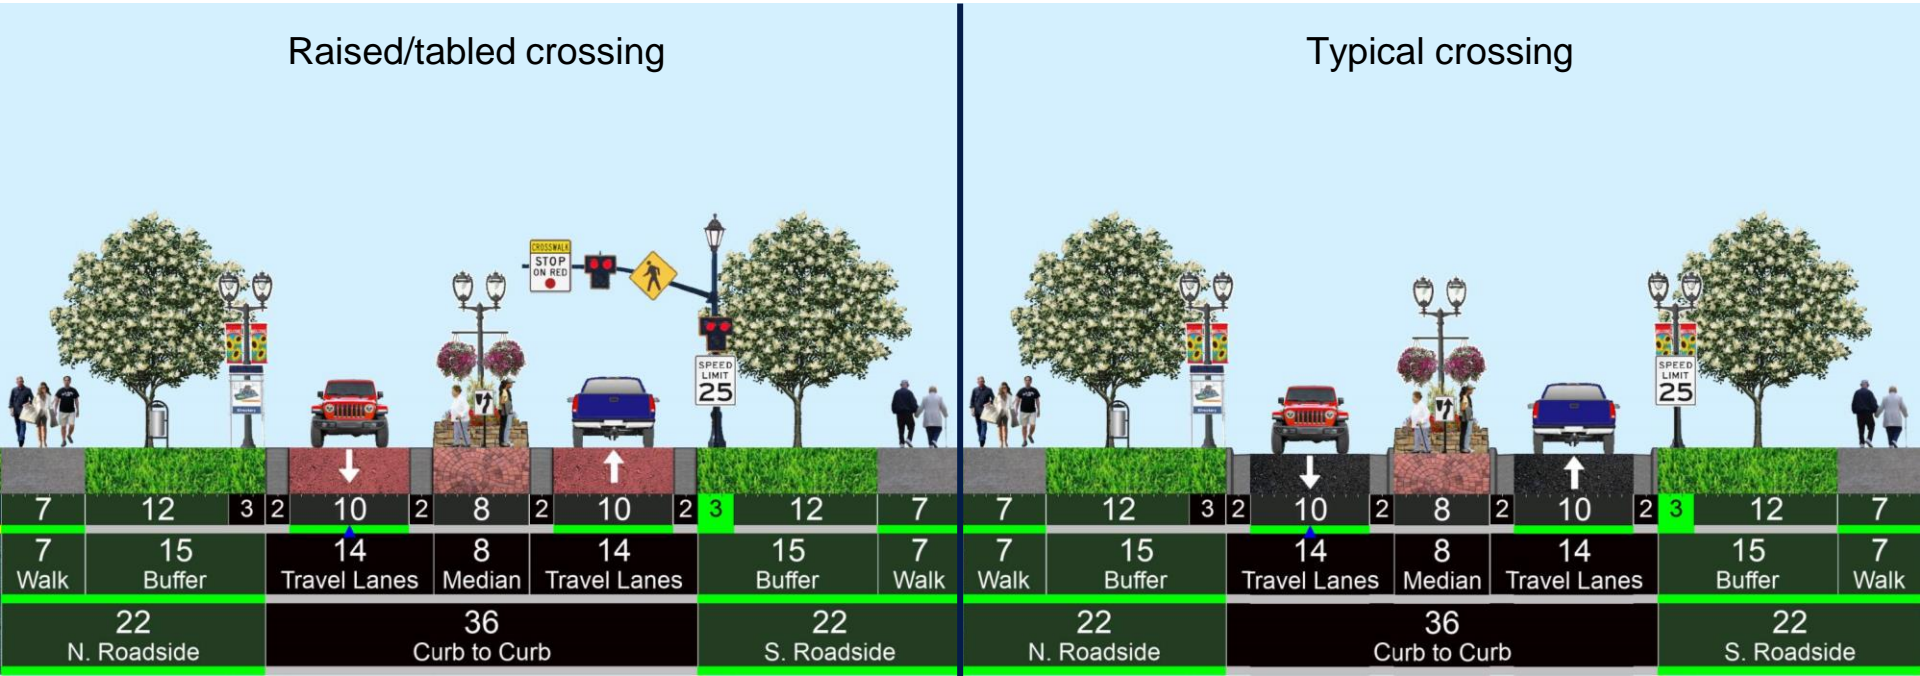 Raised/tabled crossing
CROSSWALK
STOP
ON RED
SPEED
LIMIT
25
7 12 3 2 10 2 8 2 10 2 3 12 7
7 15 14 8 14 15 7
Walk Buffer Travel Lanes Median Travel Lanes Buffer Walk
22 36 22
N. Roadside Curb to Curb S. Roadside
Typical crossing
SPEED
LIMIT
25
7 12 3 2 10 2 8 2 10 2 3 12 7
7 15 14 8 14 15 7
Walk Buffer Travel Lanes Median Travel Lanes Buffer Walk
22 36 22
N. Roadside Curb to Curb S. Roadside